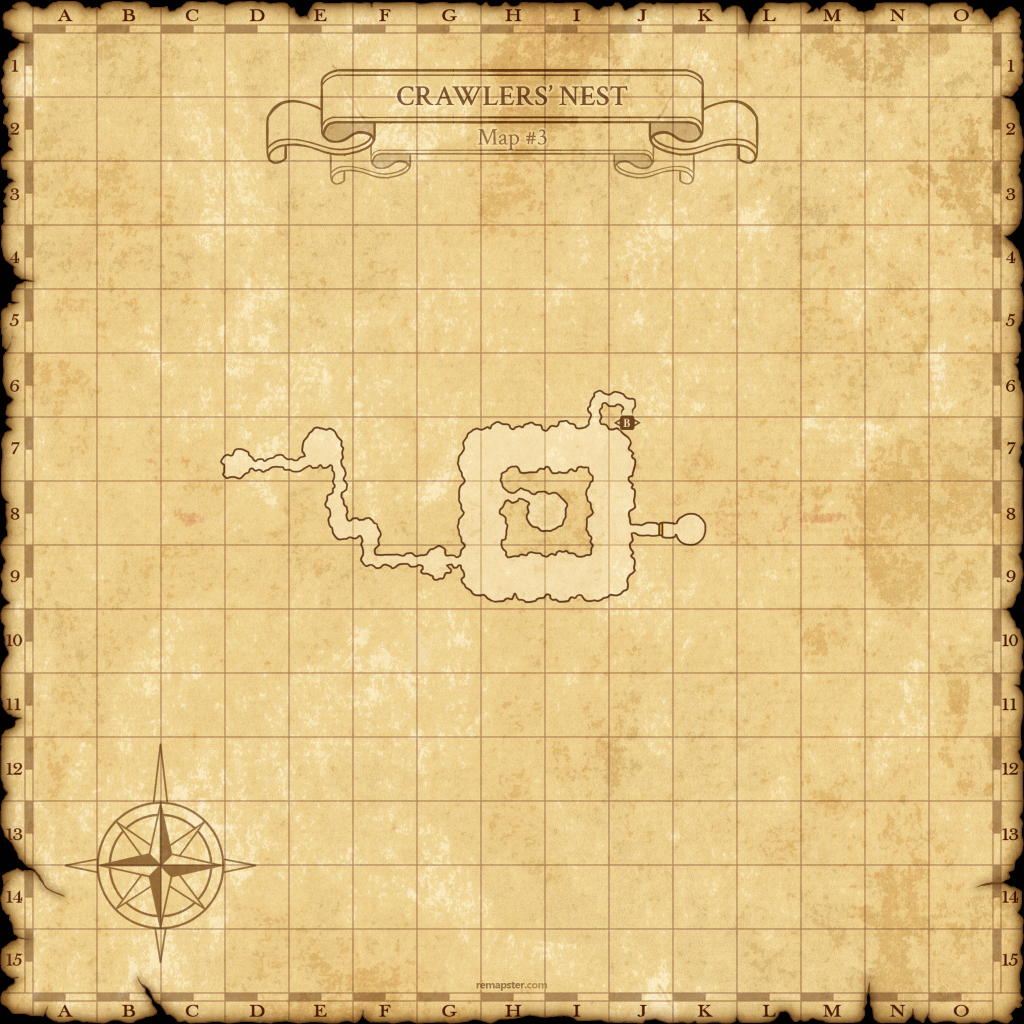 A B C D E F G H I J K L M N O
1 1
CRAWLERS' NEST
2 2
Map #3
3 3
4 4
5 5
6 6
B
7 7
8 8
9 9
10 10
11 11
12 12
13 13
14 14
15 15
remapster.com
A B C D E F G H I J K L M N O